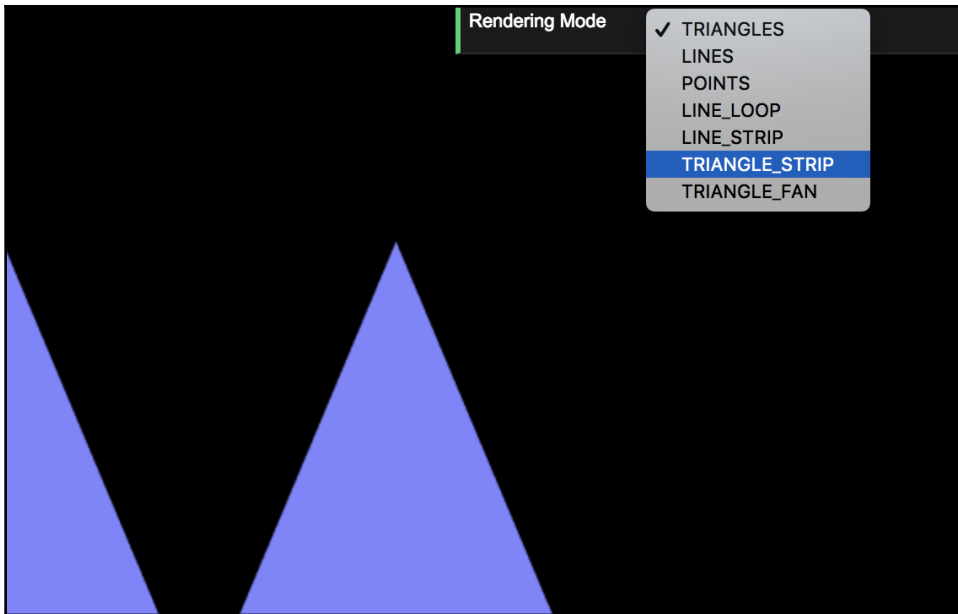 Rendering Mode
✓ TRIANGLES
LINES
POINTS
LINE_LOOP
LINE_STRIP
TRIANGLE_STRIP
TRIANGLE_FAN